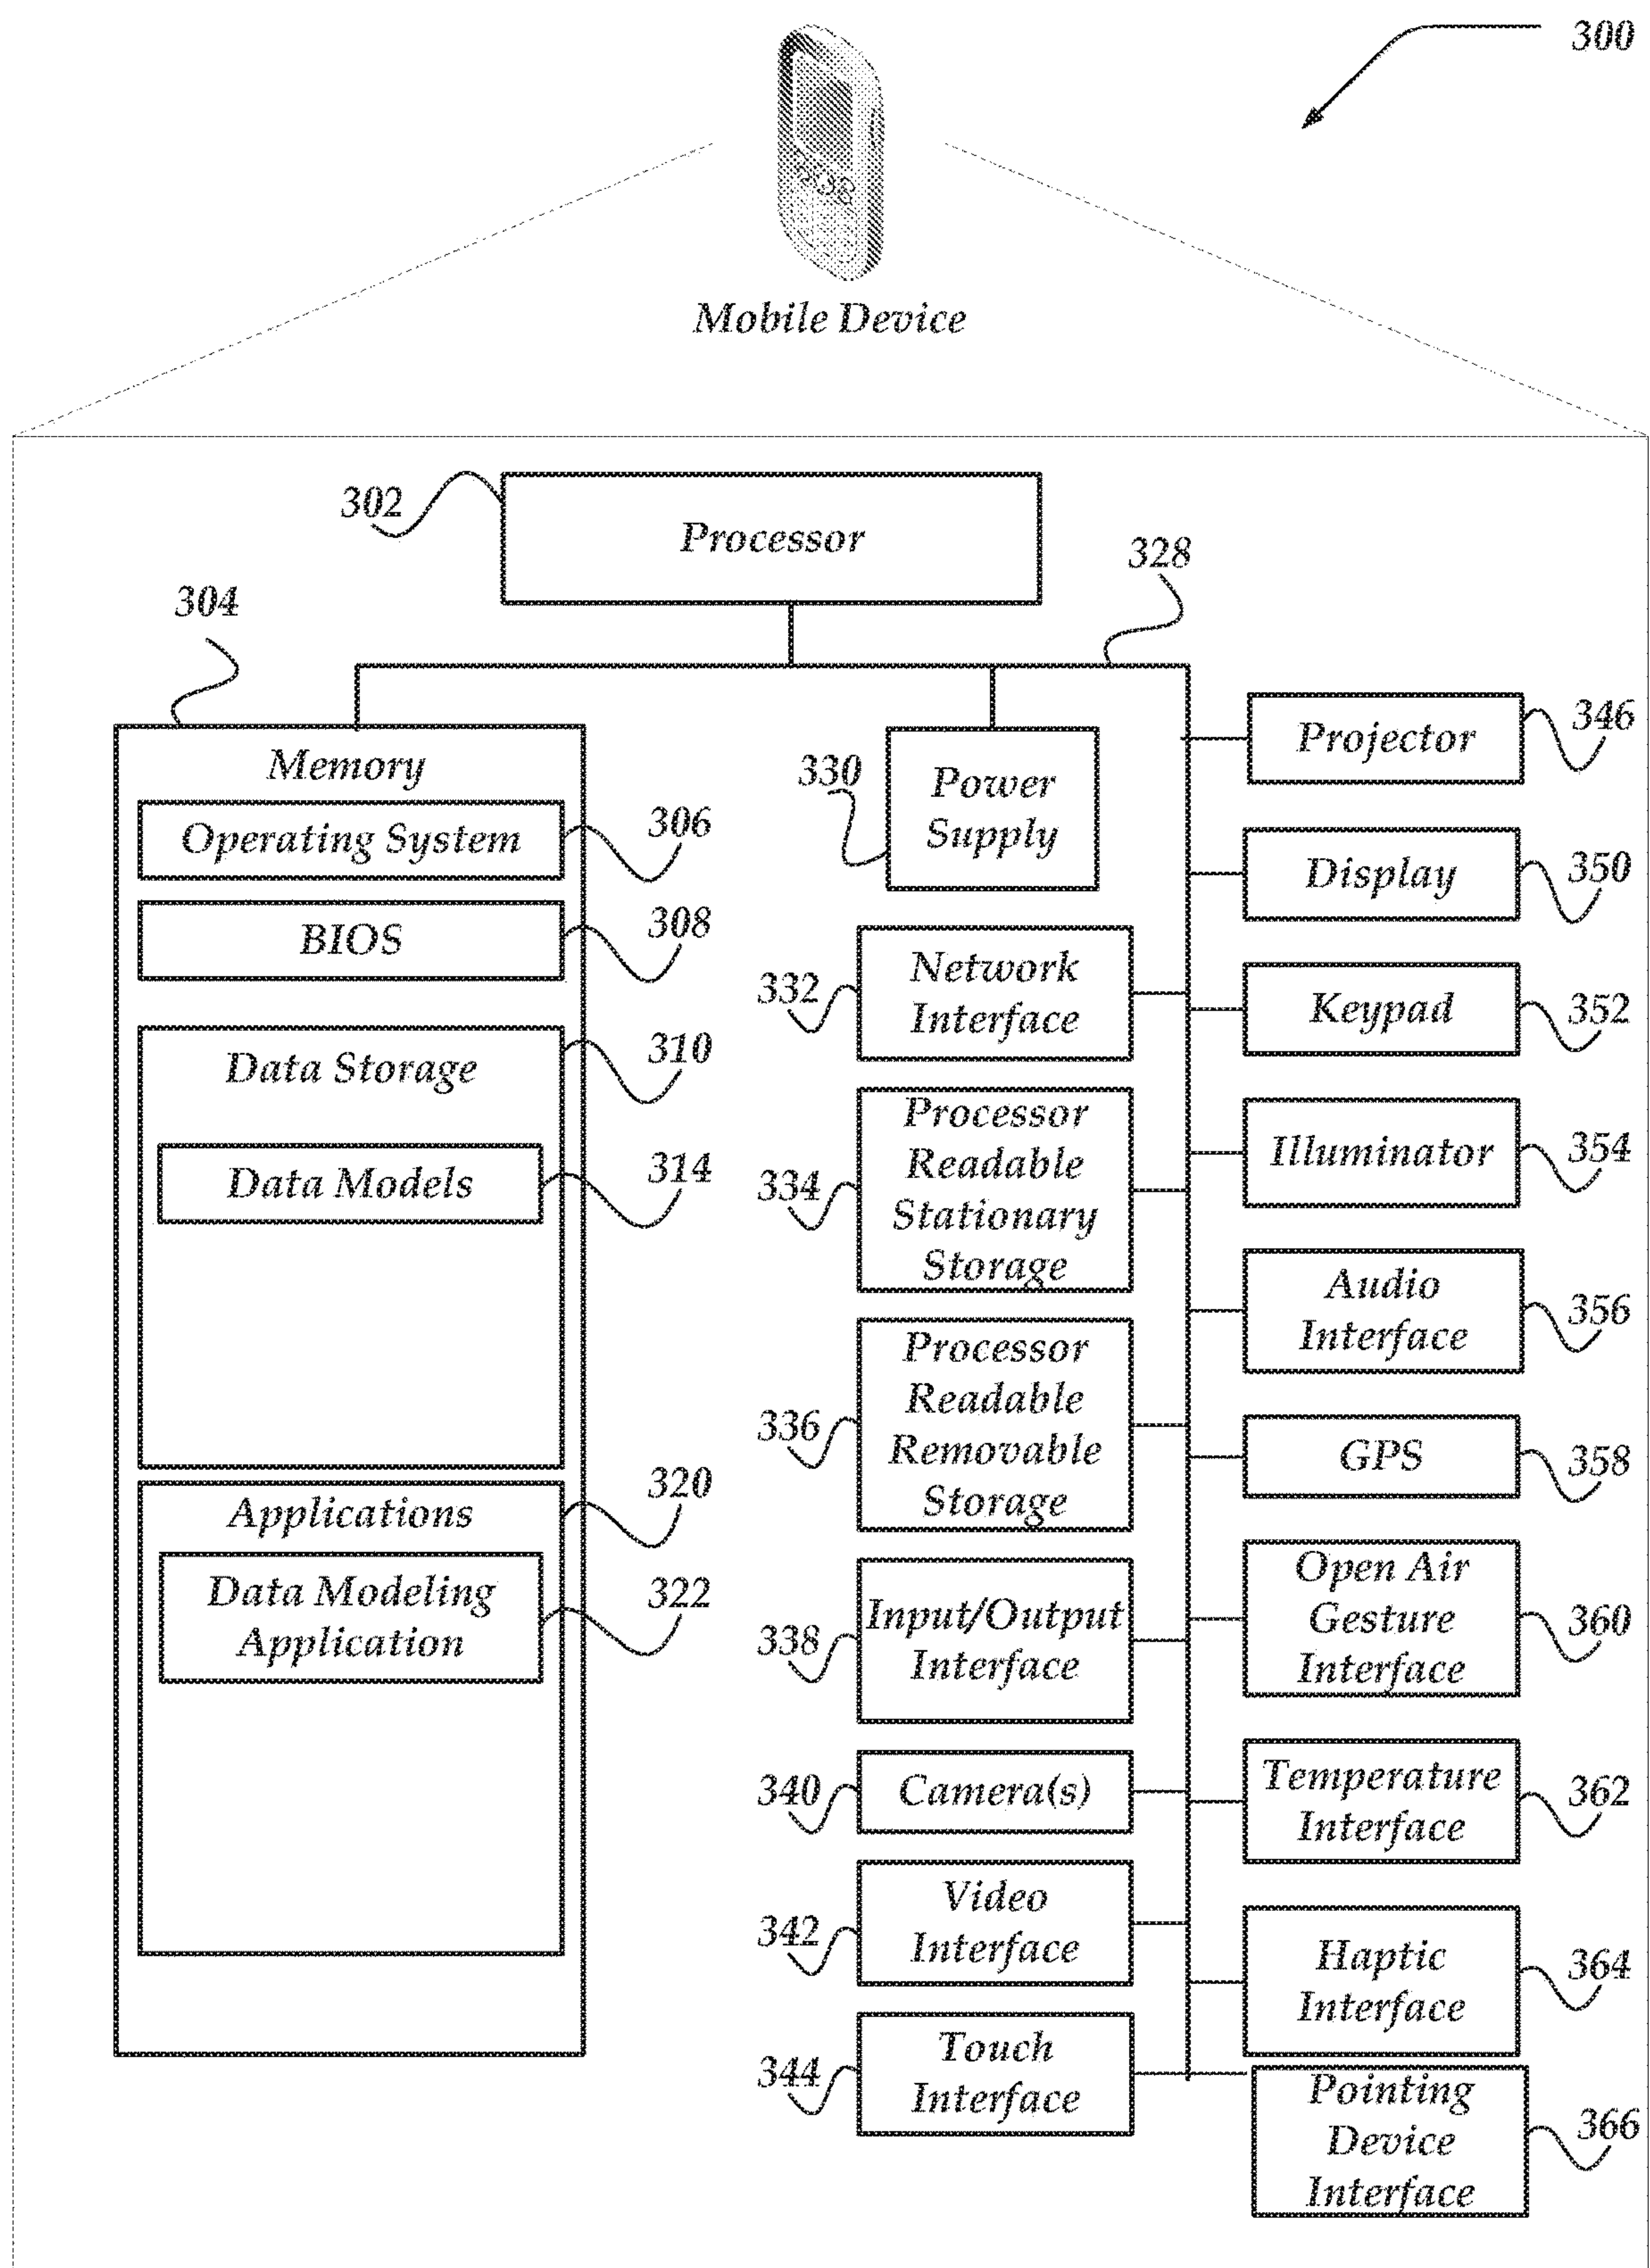 300
Mobile Device
302
Processor
328
304
Memory
Operating System
306
BIOS
308
Data Storage
310
Data Models
314
Applications
320
Data Modeling
Application
322
330
Power
Supply
332
Network
Interface
334
Processor
Readable
Stationary
Storage
336
Processor
Readable
Removable
Storage
338
Input/Output
Interface
340
Camera(s)
342
Video
Interface
344
Touch
Interface
Projector
346
Display
350
Keypad
352
Illuminator
354
Audio
Interface
356
GPS
358
Open Air
Gesture
Interface
360
Temperature
Interface
362
Haptic
Interface
364
Pointing
Device
Interface
366